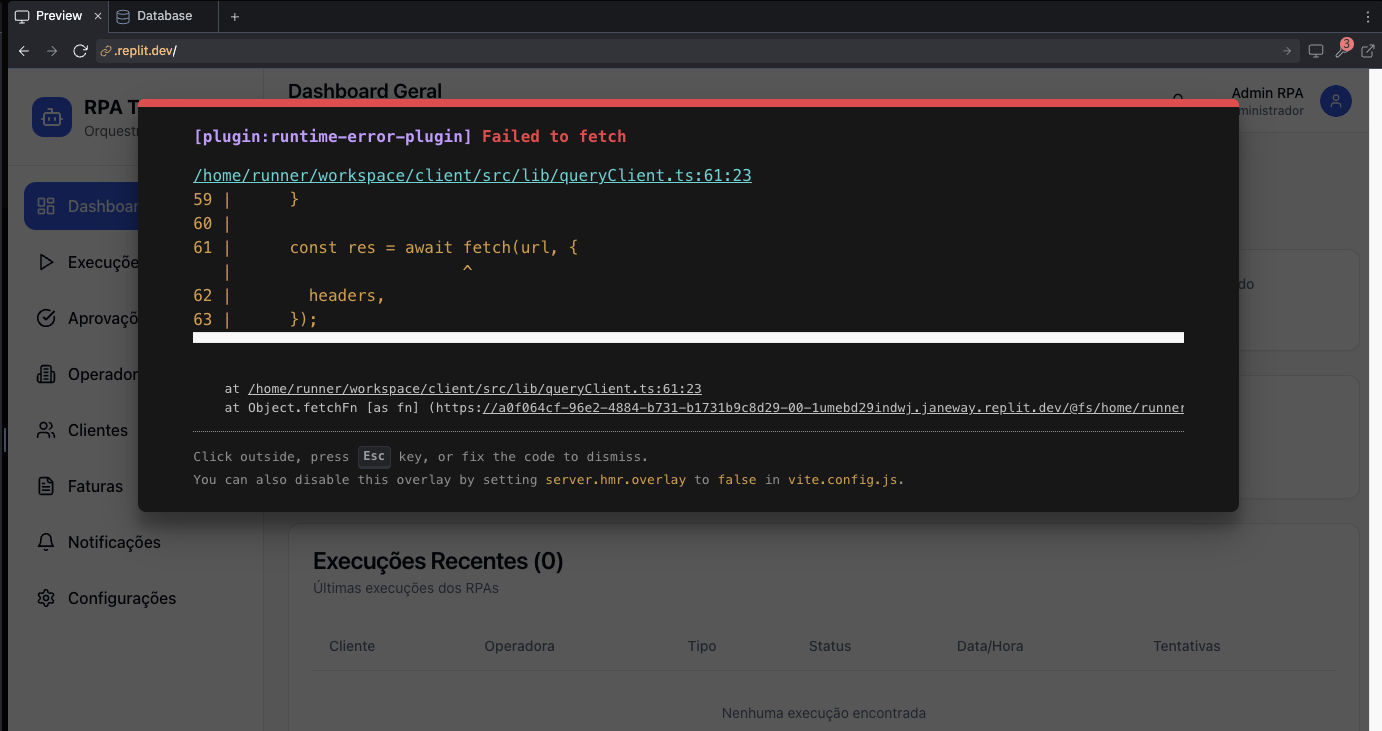 Preview × Database +
.replit.dev/
3
RPA T
Orquest
Dashboard Geral
Admin RPA
ministrador
Dashboar
Execuçõe
Aprovaçõ
Operador
Clientes
Faturas
Notificações
Configurações
[plugin:runtime-error-plugin] Failed to fetch
/home/runner/workspace/client/src/lib/queryClient.ts:61:23
59 |      }
60 |
61 |      const res = await fetch(url, {
   |                        ^
62 |        headers,
63 |      });
at /home/runner/workspace/client/src/lib/queryClient.ts:61:23
at Object.fetchFn [as fn] (https://a0f064cf-96e2-4884-b731-b1731b9c8d29-00-1umebd29indwj.janeway.replit.dev/@fs/home/runner
Click outside, press Esc key, or fix the code to dismiss.
You can also disable this overlay by setting server.hmr.overlay to false in vite.config.js.
do
Execuções Recentes (0)
Últimas execuções dos RPAs
Cliente Operadora Tipo Status Data/Hora Tentativas
Nenhuma execução encontrada